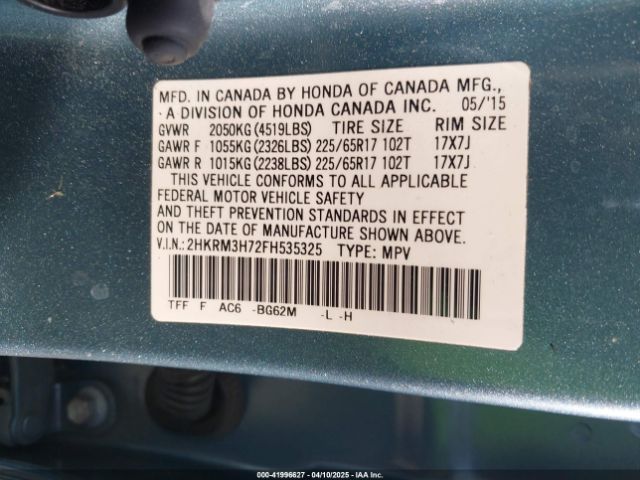 MFD. IN CANADA BY HONDA OF CANADA MFG.,
A DIVISION OF HONDA CANADA INC. 05/'15
GVWR 2050KG (4519LBS) TIRE SIZE RIM SIZE
GAWR F 1055KG (2326LBS) 225/65R17 102T 17X7J
GAWR R 1015KG (2238LBS) 225/65R17 102T 17X7J
THIS VEHICLE CONFORMS TO ALL APPLICABLE
FEDERAL MOTOR VEHICLE SAFETY
AND THEFT PREVENTION STANDARDS IN EFFECT
ON THE DATE OF MANUFACTURE SHOWN ABOVE.
V.I.N.: 2HKRM3H72FH535325 TYPE: MPV
TFF F AC6 -BG62M -L -H
000-41996627 - 04/10/2025 - IAA Inc.